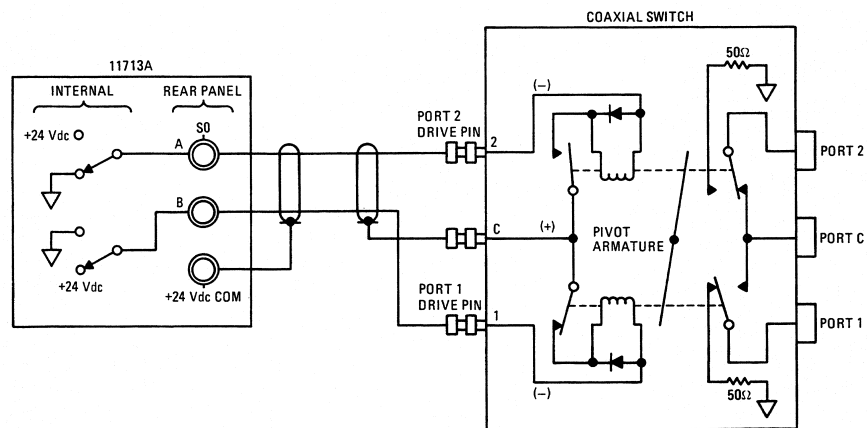 COAXIAL SWITCH
11713A
INTERNAL
REAR PANEL
+24 Vdc
A
S0
B
+24 Vdc
+24 Vdc COM
PORT 2
DRIVE PIN
2
(−)
C
(+)
PORT 1
DRIVE PIN
1
(−)
PIVOT
ARMATURE
50Ω
50Ω
PORT 2
PORT C
PORT 1